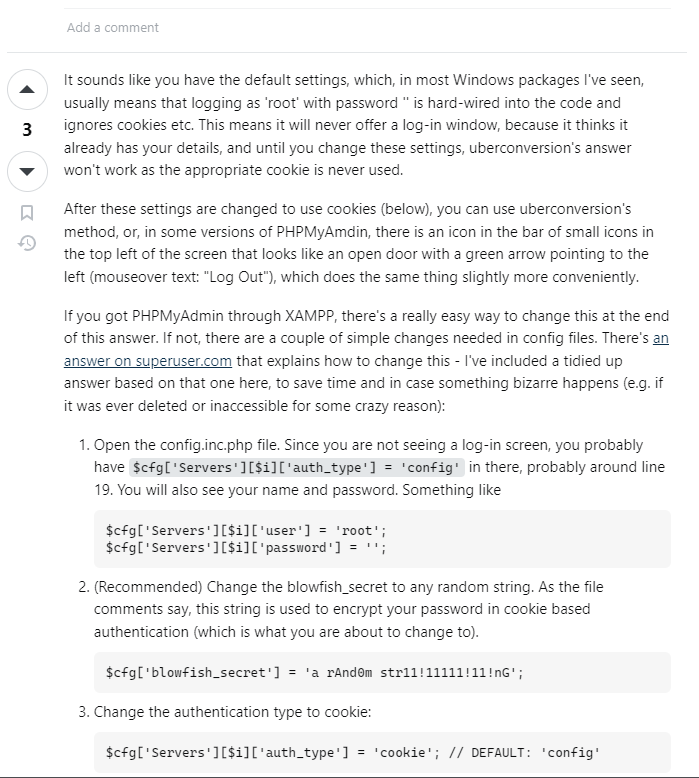 Add a comment
It sounds like you have the default settings, which, in most Windows packages I've seen,
usually means that logging as 'root' with password '' is hard-wired into the code and
3
ignores cookies etc. This means it will never offer a log-in window, because it thinks it
already has your details, and until you change these settings, uberconversion's answer
won't work as the appropriate cookie is never used.
After these settings are changed to use cookies (below), you can use uberconversion's
method, or, in some versions of PHPMyAmdin, there is an icon in the bar of small icons in
the top left of the screen that looks like an open door with a green arrow pointing to the
left (mouseover text: "Log Out"), which does the same thing slightly more conveniently.
If you got PHPMyAdmin through XAMPP, there's a really easy way to change this at the end
of this answer. If not, there are a couple of simple changes needed in config files. There's an
answer on superuser.com that explains how to change this - I've included a tidied up
answer based on that one here, to save time and in case something bizarre happens (e.g. if
it was ever deleted or inaccessible for some crazy reason):
1. Open the config.inc.php file. Since you are not seeing a log-in screen, you probably
have $cfg['Servers'][$i]['auth_type'] = 'config' in there, probably around line
19. You will also see your name and password. Something like
$cfg['Servers'][$i]['user'] = 'root';
$cfg['Servers'][$i]['password'] = '';
2. (Recommended) Change the blowfish_secret to any random string. As the file
comments say, this string is used to encrypt your password in cookie based
authentication (which is what you are about to change to).
$cfg['blowfish_secret'] = 'a rAnd0m str11!11111!11!nG';
3. Change the authentication type to cookie:
$cfg['Servers'][$i]['auth_type'] = 'cookie'; // DEFAULT: 'config'